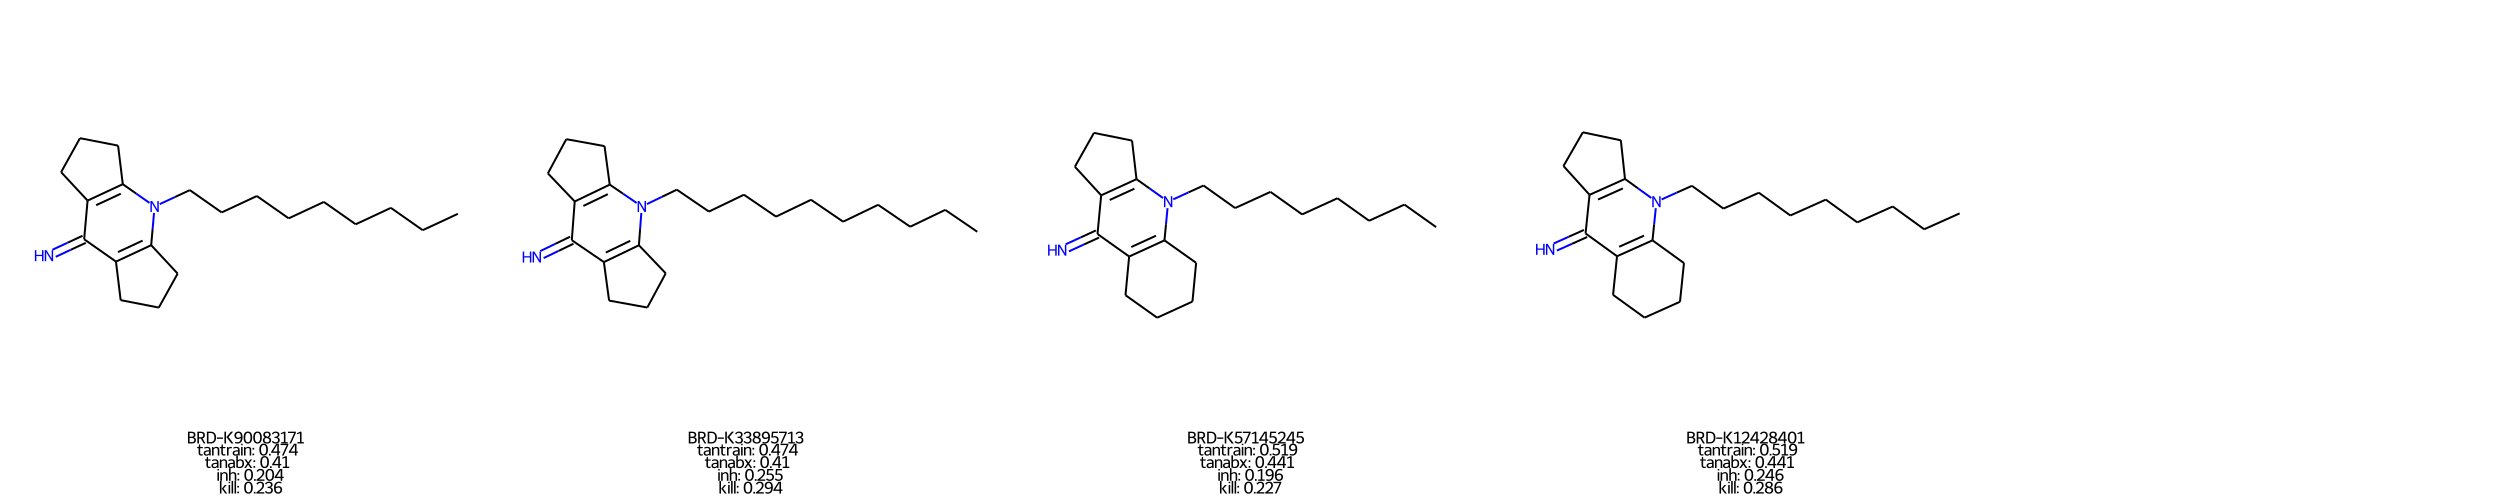 N
HN
BRD-K90083171
tantrain: 0.474
tanabx: 0.41
inh: 0.204
kill: 0.236
N
HN
BRD-K33895713
tantrain: 0.474
tanabx: 0.41
inh: 0.255
kill: 0.294
N
HN
BRD-K57145245
tantrain: 0.519
tanabx: 0.441
inh: 0.196
kill: 0.227
N
HN
BRD-K12428401
tantrain: 0.519
tanabx: 0.441
inh: 0.246
kill: 0.286